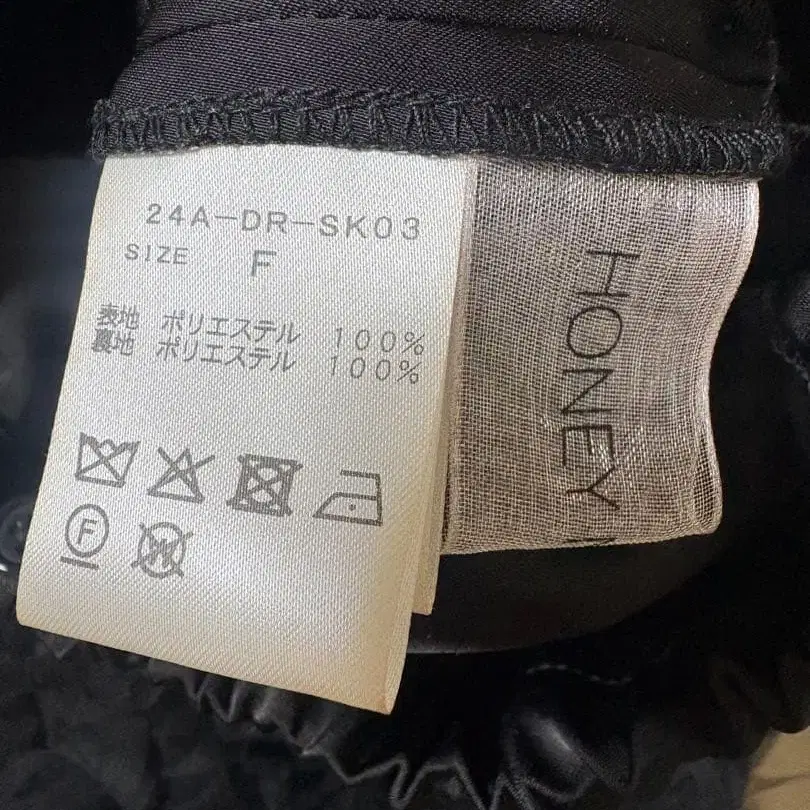 24A-DR-SK03
SIZE F
表地 ポリエステル 100%
裏地 ポリエステル 100%
F
W
HONEY